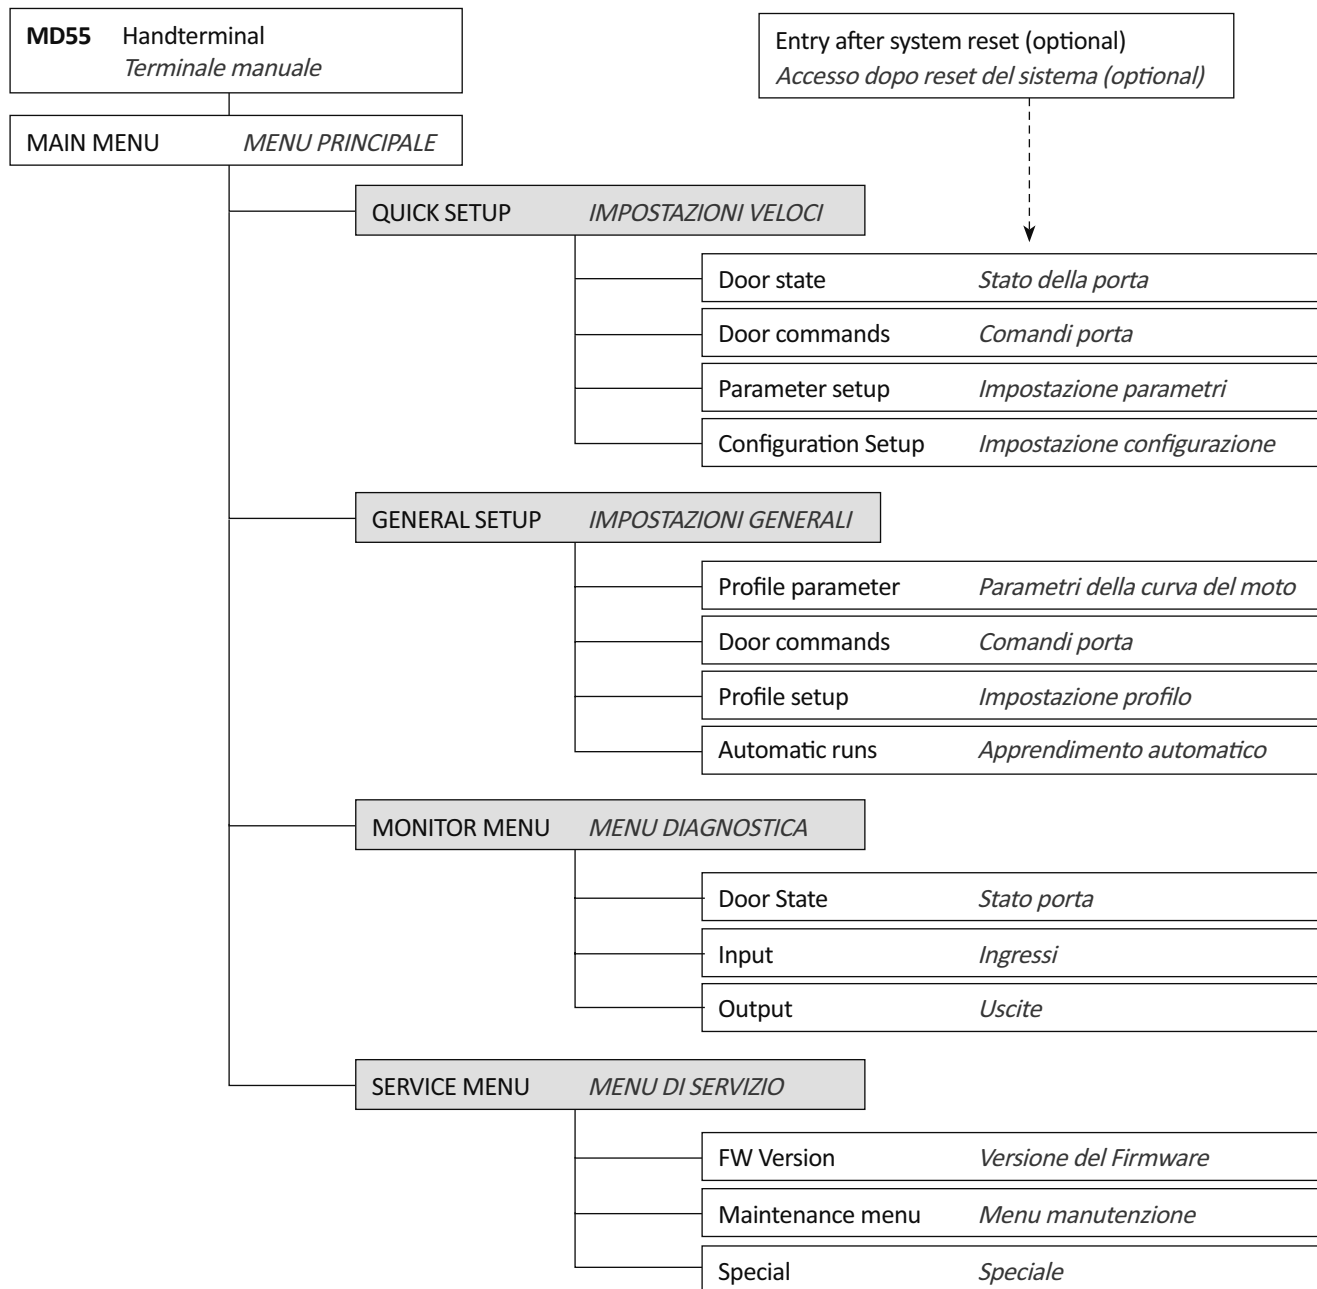 MD55 Handterminal
Terminale manuale
Entry after system reset (optional)
Accesso dopo reset del sistema (optional)
MAIN MENU MENU PRINCIPALE
QUICK SETUP IMPOSTAZIONI VELOCI
Door state Stato della porta
Door commands Comandi porta
Parameter setup Impostazione parametri
Configuration Setup Impostazione configurazione
GENERAL SETUP IMPOSTAZIONI GENERALI
Profile parameter Parametri della curva del moto
Door commands Comandi porta
Profile setup Impostazione profilo
Automatic runs Apprendimento automatico
MONITOR MENU MENU DIAGNOSTICA
Door State Stato porta
Input Ingressi
Output Uscite
SERVICE MENU MENU DI SERVIZIO
FW Version Versione del Firmware
Maintenance menu Menu manutenzione
Special Speciale